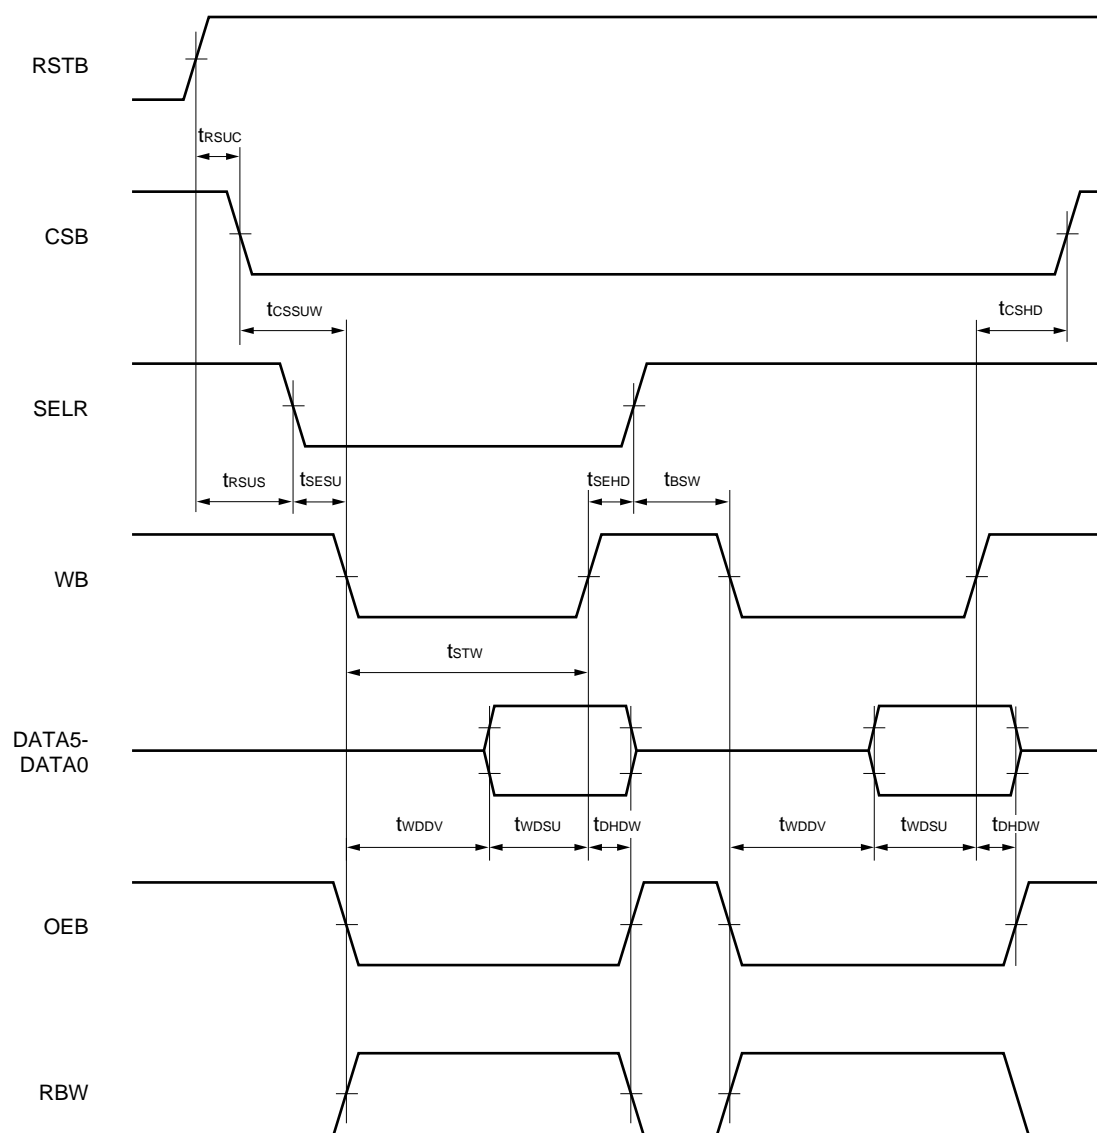 RSTB
tRSUC
CSB
tCSSUW
tCSHD
SELR
tRSUS
tSESU
tSEHD
tBSW
WB
tSTW
DATA5-
DATA0
tWDDV
tWDSU
tDHDW
tWDDV
tWDSU
tDHDW
OEB
RBW